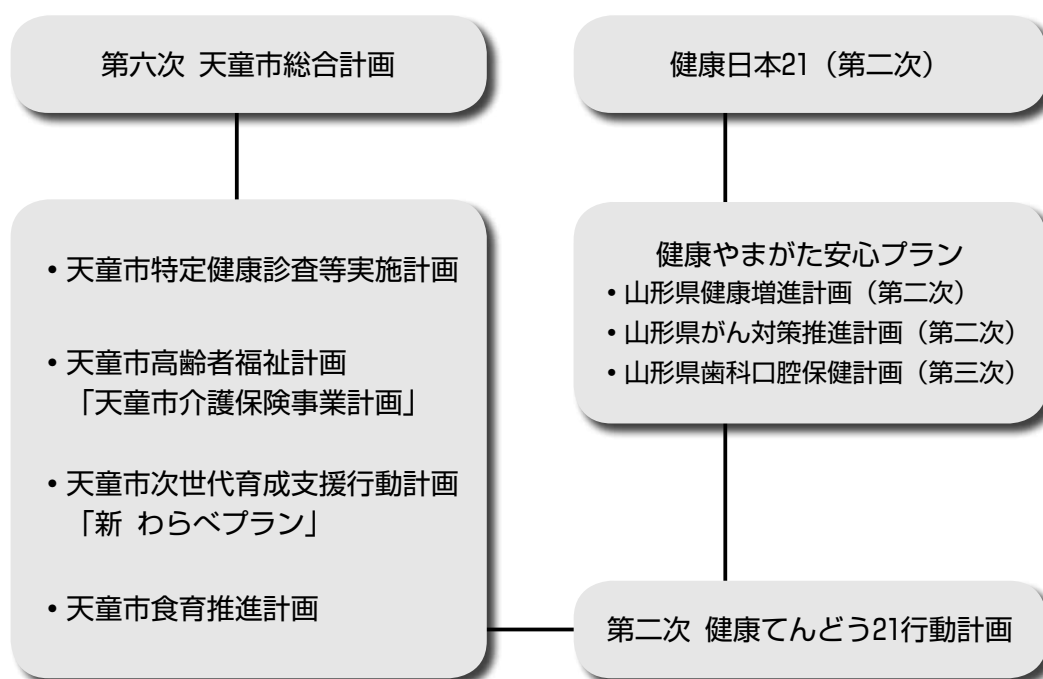 第六次 天童市総合計画
健康日本21（第二次）
・天童市特定健康診査等実施計画
・天童市高齢者福祉計画
「天童市介護保険事業計画」
・天童市次世代育成支援行動計画
「新 わらべプラン」
・天童市食育推進計画
健康やまがた安心プラン
・山形県健康増進計画（第二次）
・山形県がん対策推進計画（第二次）
・山形県歯科口腔保健計画（第三次）
第二次 健康てんどう21行動計画